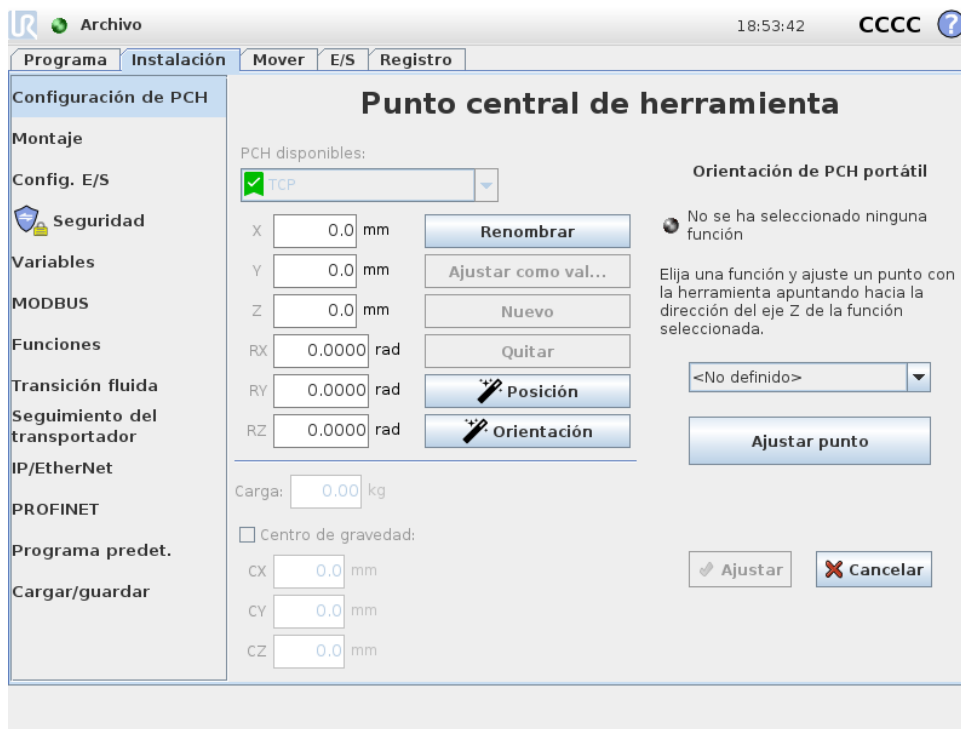 UR Archivo 18:53:42 CCCC ?
Programa Instalación Mover E/S Registro
Configuración de PCH
Montaje
Config. E/S
Seguridad
Variables
MODBUS
Funciones
Transición fluida
Seguimiento del
transportador
IP/EtherNet
PROFINET
Programa predet.
Cargar/guardar
Punto central de herramienta
PCH disponibles:
TCP
X 0.0 mm Renombrar
Y 0.0 mm Ajustar como val...
Z 0.0 mm Nuevo
RX 0.0000 rad Quitar
RY 0.0000 rad Posición
RZ 0.0000 rad Orientación
Carga: 0.00 kg
Centro de gravedad:
CX 0.0 mm
CY 0.0 mm
CZ 0.0 mm
Orientación de PCH portátil
No se ha seleccionado ninguna
función
Elija una función y ajuste un punto con
la herramienta apuntando hacia la
dirección del eje Z de la función
seleccionada.
<No definido>
Ajustar punto
Ajustar Cancelar